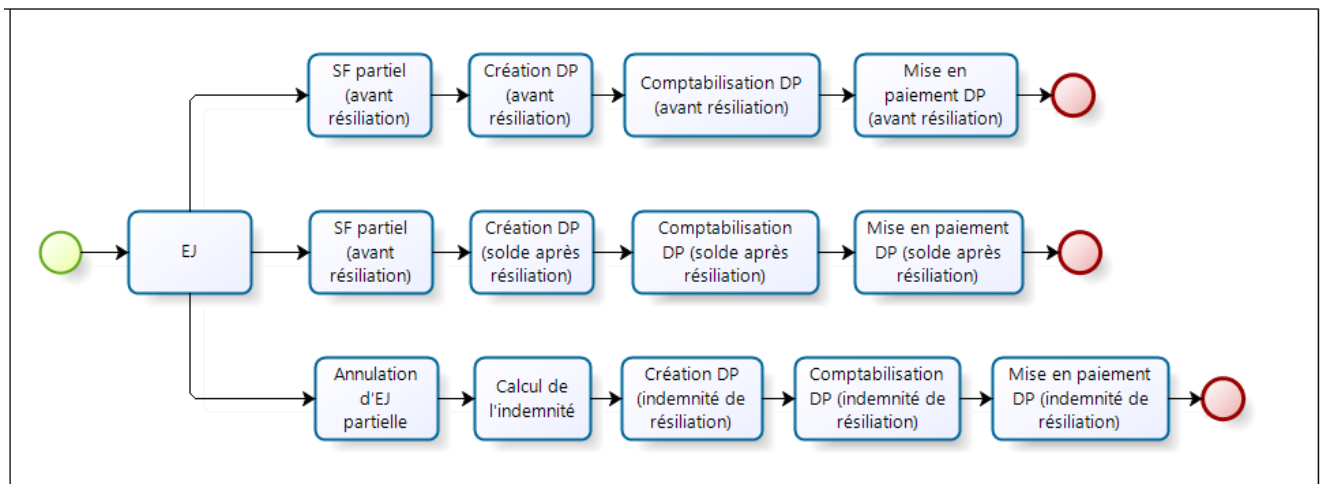 SF partiel
(avant
résiliation)
Création DP
(avant
résiliation)
Comptabilisation DP
(avant résiliation)
Mise en
paiement DP
(avant résiliation)
EJ
SF partiel
(avant
résiliation)
Création DP
(solde après
résiliation)
Comptabilisation
DP (solde après
résiliation)
Mise en paiement
DP (solde après
résiliation)
Annulation
d'EJ
partielle
Calcul de
l'indemnité
Création DP
(indemnité de
résiliation)
Comptabilisation
DP (indemnité de
résiliation)
Mise en paiement
DP (indemnité de
résiliation)